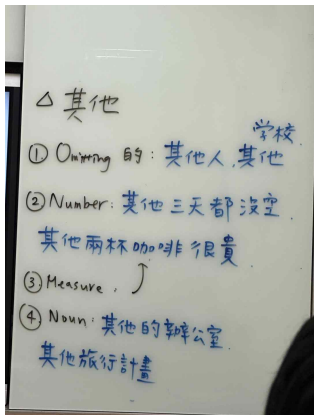 △ 其他
學校.
① Omitting 的: 其他人, 其他
② Number: 其他三天都沒空.
其他兩杯咖啡很貴
③ Measure.
④ Noun: 其他的辦公室.
其他旅行計畫